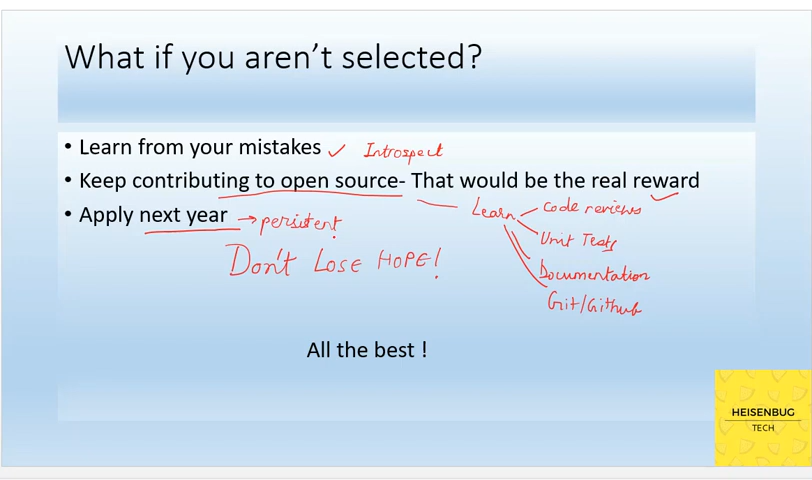 What if you aren't selected?
• Learn from your mistakes ✓ Introspect
• Keep contributing to open source- That would be the real reward
• Apply next year → persistent
Learn
Code reviews
Unit Tests
Documentation
Git/Github
Don't Lose HOPE!
All the best !
HEISENBUG
TECH